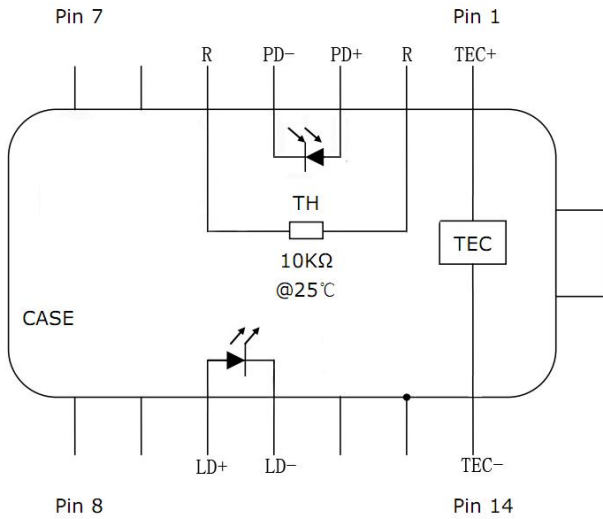 Pin 7
Pin 1
R
PD-
PD+
R
TEC+
TH
10KΩ
@25℃
TEC
CASE
LD+
LD-
TEC-
Pin 8
Pin 14